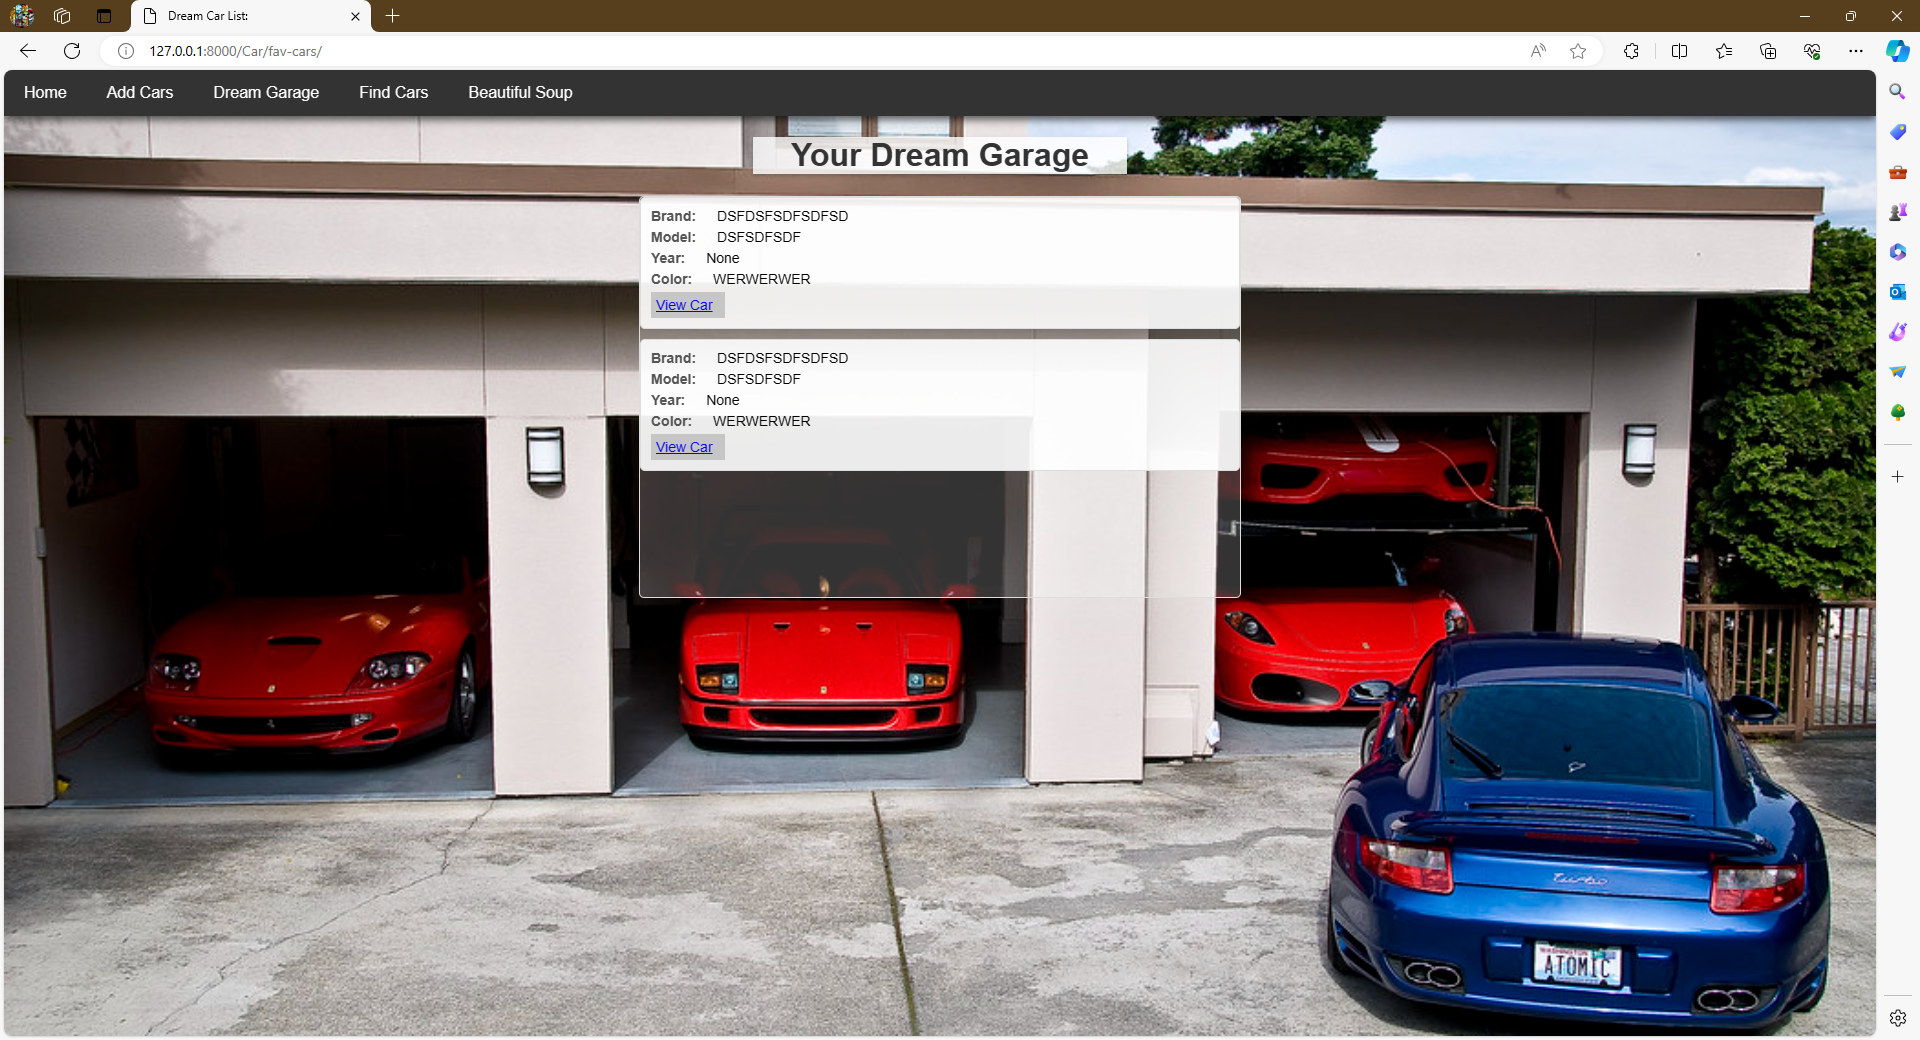 Dream Car List:
127.0.0.1:8000/Car/fav-cars/
Home Add Cars Dream Garage Find Cars Beautiful Soup
Your Dream Garage
Brand: DSFDSFSDFSDFSD
Model: DSFSDFSDF
Year: None
Color: WERWERWER
View Car
Brand: DSFDSFSDFSDFSD
Model: DSFSDFSDF
Year: None
Color: WERWERWER
View Car
Turbo
WASHINGTON
ATOMIC